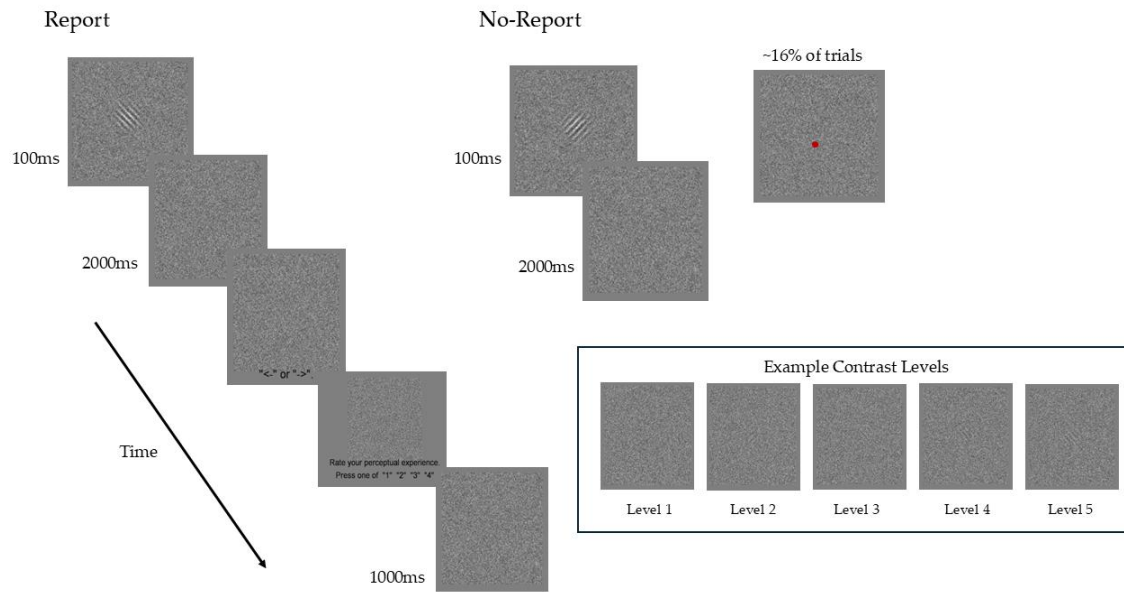 Report
No-Report
~16% of trials
100ms
100ms
2000ms
2000ms
"<-" or "->".
Time
Rate your perceptual experience.
Press one of "1" "2" "3" "4"
1000ms
Example Contrast Levels
Level 1 Level 2 Level 3 Level 4 Level 5